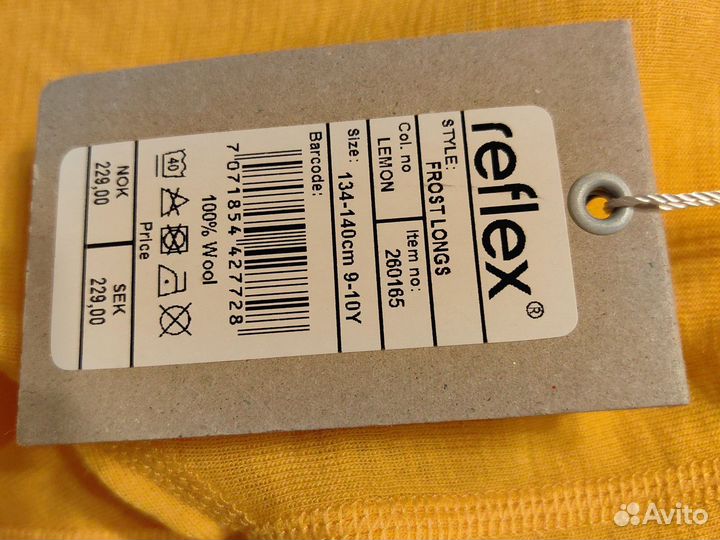 reflex®
STYLE:
FROST LONGS
Col. no Item no:
LEMON 260165
Size: 134-140cm 9-10Y
Barcode:
7 071854 427728
100% Wool
40
Price
NOK SEK
229,00 229,00
Avito